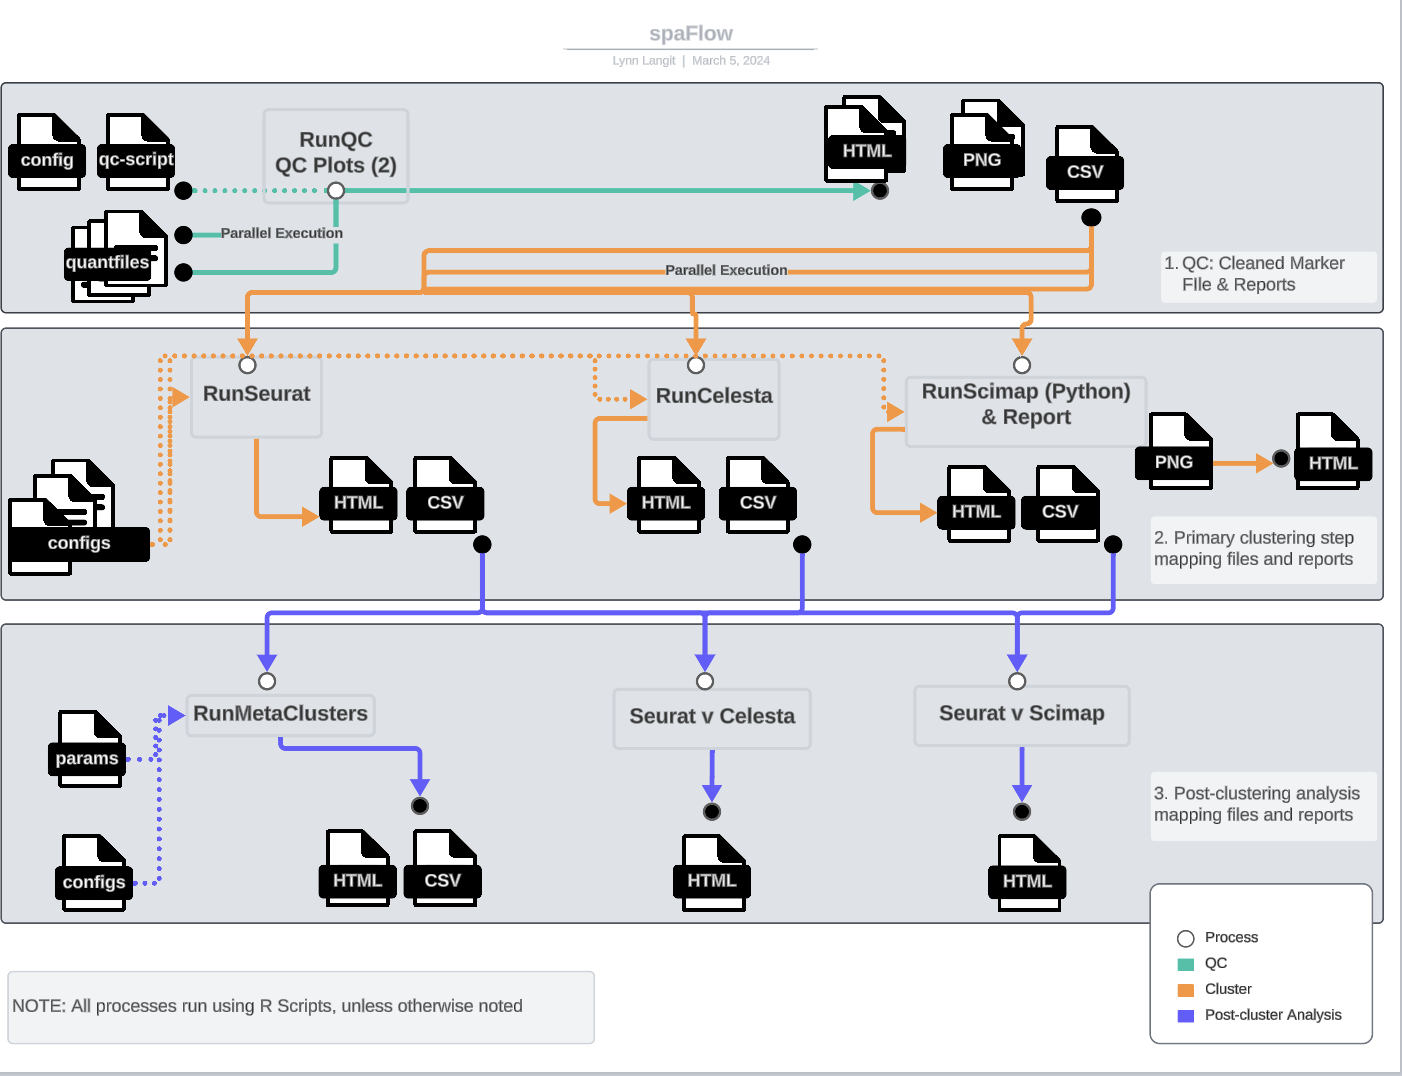 spaFlow
Lynn Langit | March 5, 2024
config
qc-script
RunQC
QC Plots (2)
HTML
PNG
CSV
quantfiles
Parallel Execution
Parallel Execution
1. QC: Cleaned Marker
FIle & Reports
RunSeurat
RunCelesta
RunScimap (Python)
& Report
configs
HTML
CSV
HTML
CSV
HTML
CSV
PNG
HTML
2. Primary clustering step
mapping files and reports
RunMetaClusters
Seurat v Celesta
Seurat v Scimap
params
configs
HTML
CSV
HTML
HTML
3. Post-clustering analysis
mapping files and reports
Process
QC
Cluster
Post-cluster Analysis
NOTE: All processes run using R Scripts, unless otherwise noted